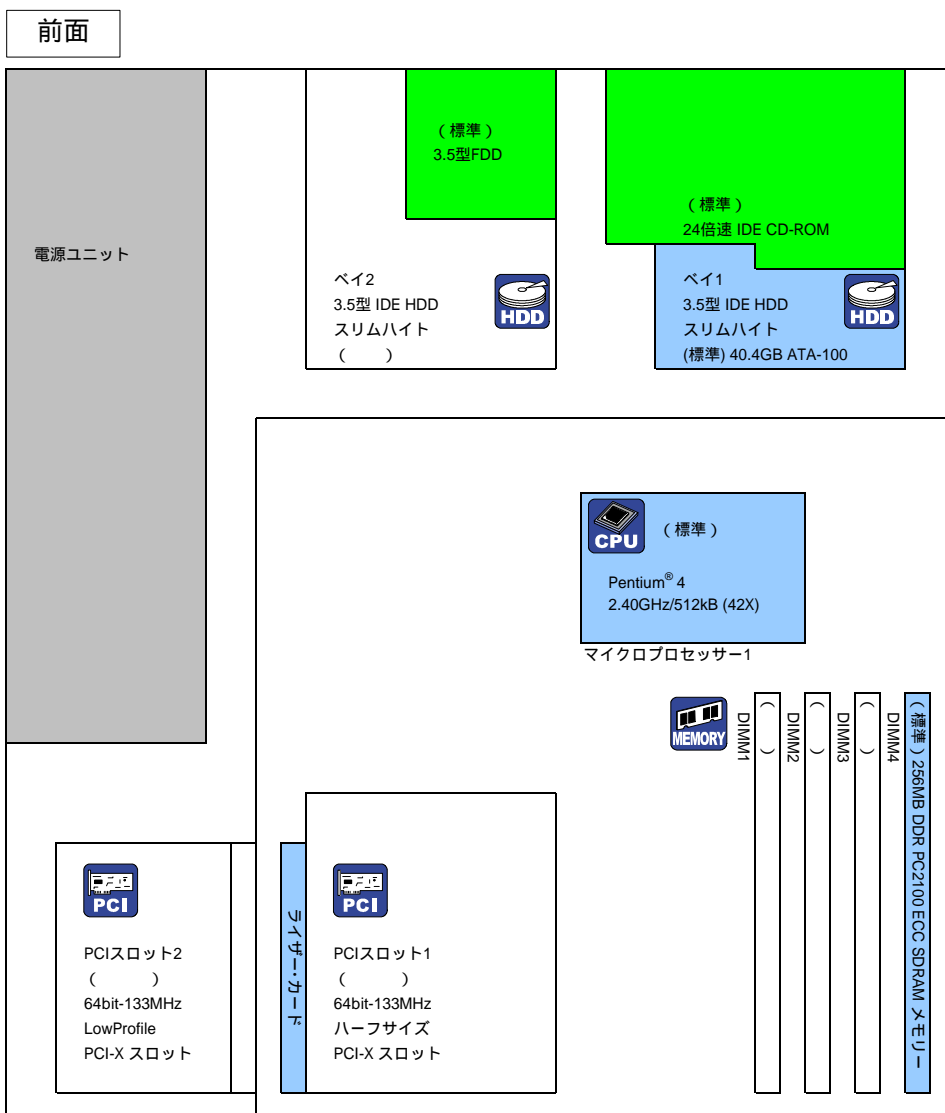 前面
電源ユニット
（標準）
3.5型FDD
（標準）
24倍速 IDE CD-ROM
ベイ2
3.5型 IDE HDD
スリムハイト
（　　）
HDD
ベイ1
3.5型 IDE HDD
スリムハイト
(標準) 40.4GB ATA-100
HDD
CPU
（標準）
Pentium® 4
2.40GHz/512kB (42X)
マイクロプロセッサー1
MEMORY
DIMM1
（　　）
DIMM2
（　　）
DIMM3
（　　）
DIMM4
（標準）256MB DDR PC2100 ECC SDRAM メモリー
PCI
PCIスロット2
（　　）
64bit-133MHz
LowProfile
PCI-X スロット
ライザー・カード
PCI
PCIスロット1
（　　）
64bit-133MHz
ハーフサイズ
PCI-X スロット